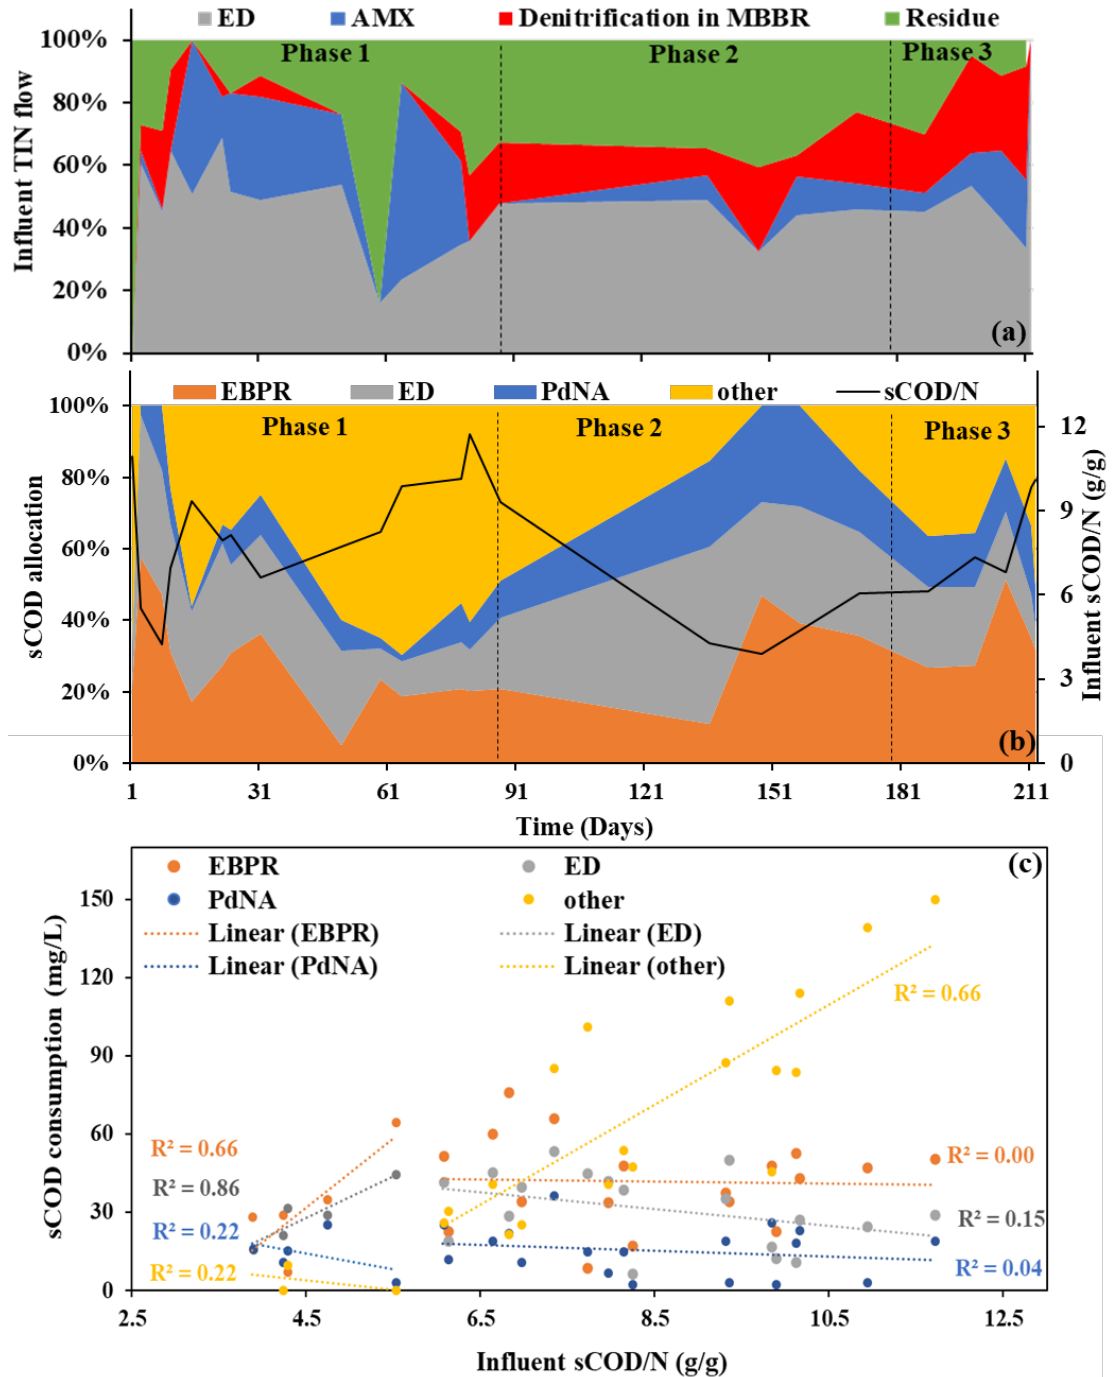 ED AMX Denitrification in MBBR Residue
100%
80%
60%
40%
20%
0%
Influent TIN flow
Phase 1 Phase 2 Phase 3
(a)
EBPR ED PdNA other sCOD/N
100%
80%
60%
40%
20%
0%
sCOD allocation
Phase 1 Phase 2 Phase 3
12
9
6
3
0
Influent sCOD/N (g/g)
(b)
1 31 61 91 121 151 181 211
Time (Days)
(c)
EBPR ED
PdNA other
Linear (EBPR) Linear (ED)
Linear (PdNA) Linear (other)
150
120
90
60
30
0
sCOD consumption (mg/L)
R² = 0.66
R² = 0.66
R² = 0.86
R² = 0.22
R² = 0.22
R² = 0.00
R² = 0.15
R² = 0.04
2.5 4.5 6.5 8.5 10.5 12.5
Influent sCOD/N (g/g)